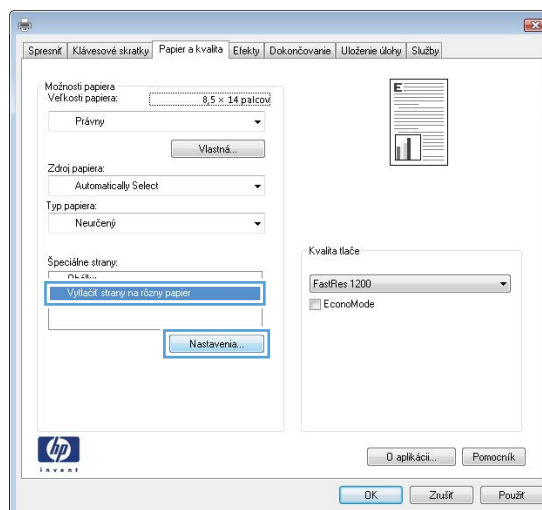 Spresniť Klávesové skratky Papier a kvalita Efekty Dokončovanie Uloženie úlohy Služby
Možnosti papiera
Veľkosti papiera: 8,5 × 14 palcov
Právny
Vlastná...
Zdroj papiera:
Automatically Select
Typ papiera:
Neurčený
Špeciálne strany:
Obálky
Vytlačiť strany na rôzny papier
Nastavenia...
E
Kvalita tlače
FastRes 1200
EconoMode
hp
invent
O aplikácii... Pomocník
OK Zrušiť Použiť